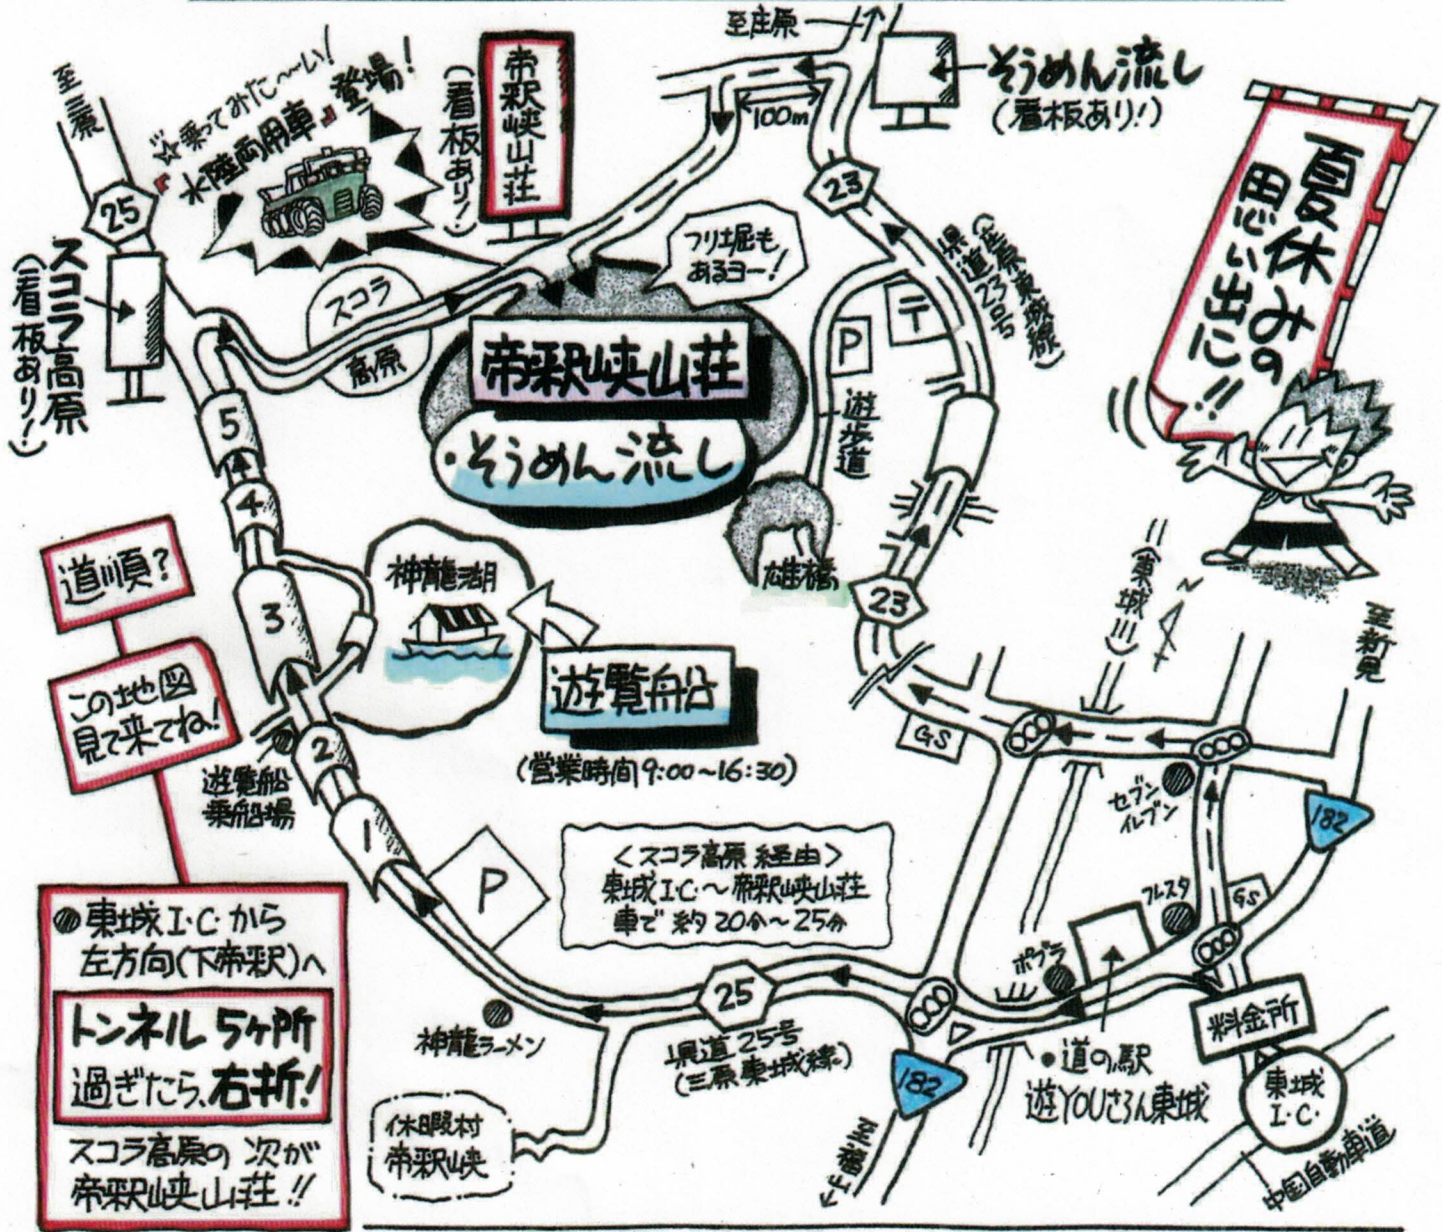 至庄原
そうめん流し
(看板あり!)
100m
23
至三原
25
スコラ高原
(看板あり!)
☆乗ってみた〜い!
『水陸両用車』登場!
帝釈峡山荘
(看板あり!)
スコラ
高原
フリ堀も
あるヨー!
帝釈峡山荘
・そうめん流し
県道23号
(庄原東城線)
〒
P
遊歩道
雄橋
23
夏休みの
思い出に!!
5
4
3
2
1
神龍湖
遊覧船
(営業時間9:00〜16:30)
遊覧船
乗船場
道順?
この地図
見て来てね!
東城I.C.から
左方向(下帝釈)へ
トンネル5ヶ所
過ぎたら、右折!
スコラ高原の次が
帝釈峡山荘!!
P
<スコラ高原経由>
東城I.C.〜帝釈峡山荘
車で約20分〜25分
神龍ラーメン
25
県道25号
(三原東城線)
休暇村
帝釈峡
(東城川)
至新見
GS
セブン
イレブン
182
フレスタ
GS
ポプラ
・道の駅
遊YOUさろん東城
料金所
東城
I.C.
中国自動車道
182
至福山